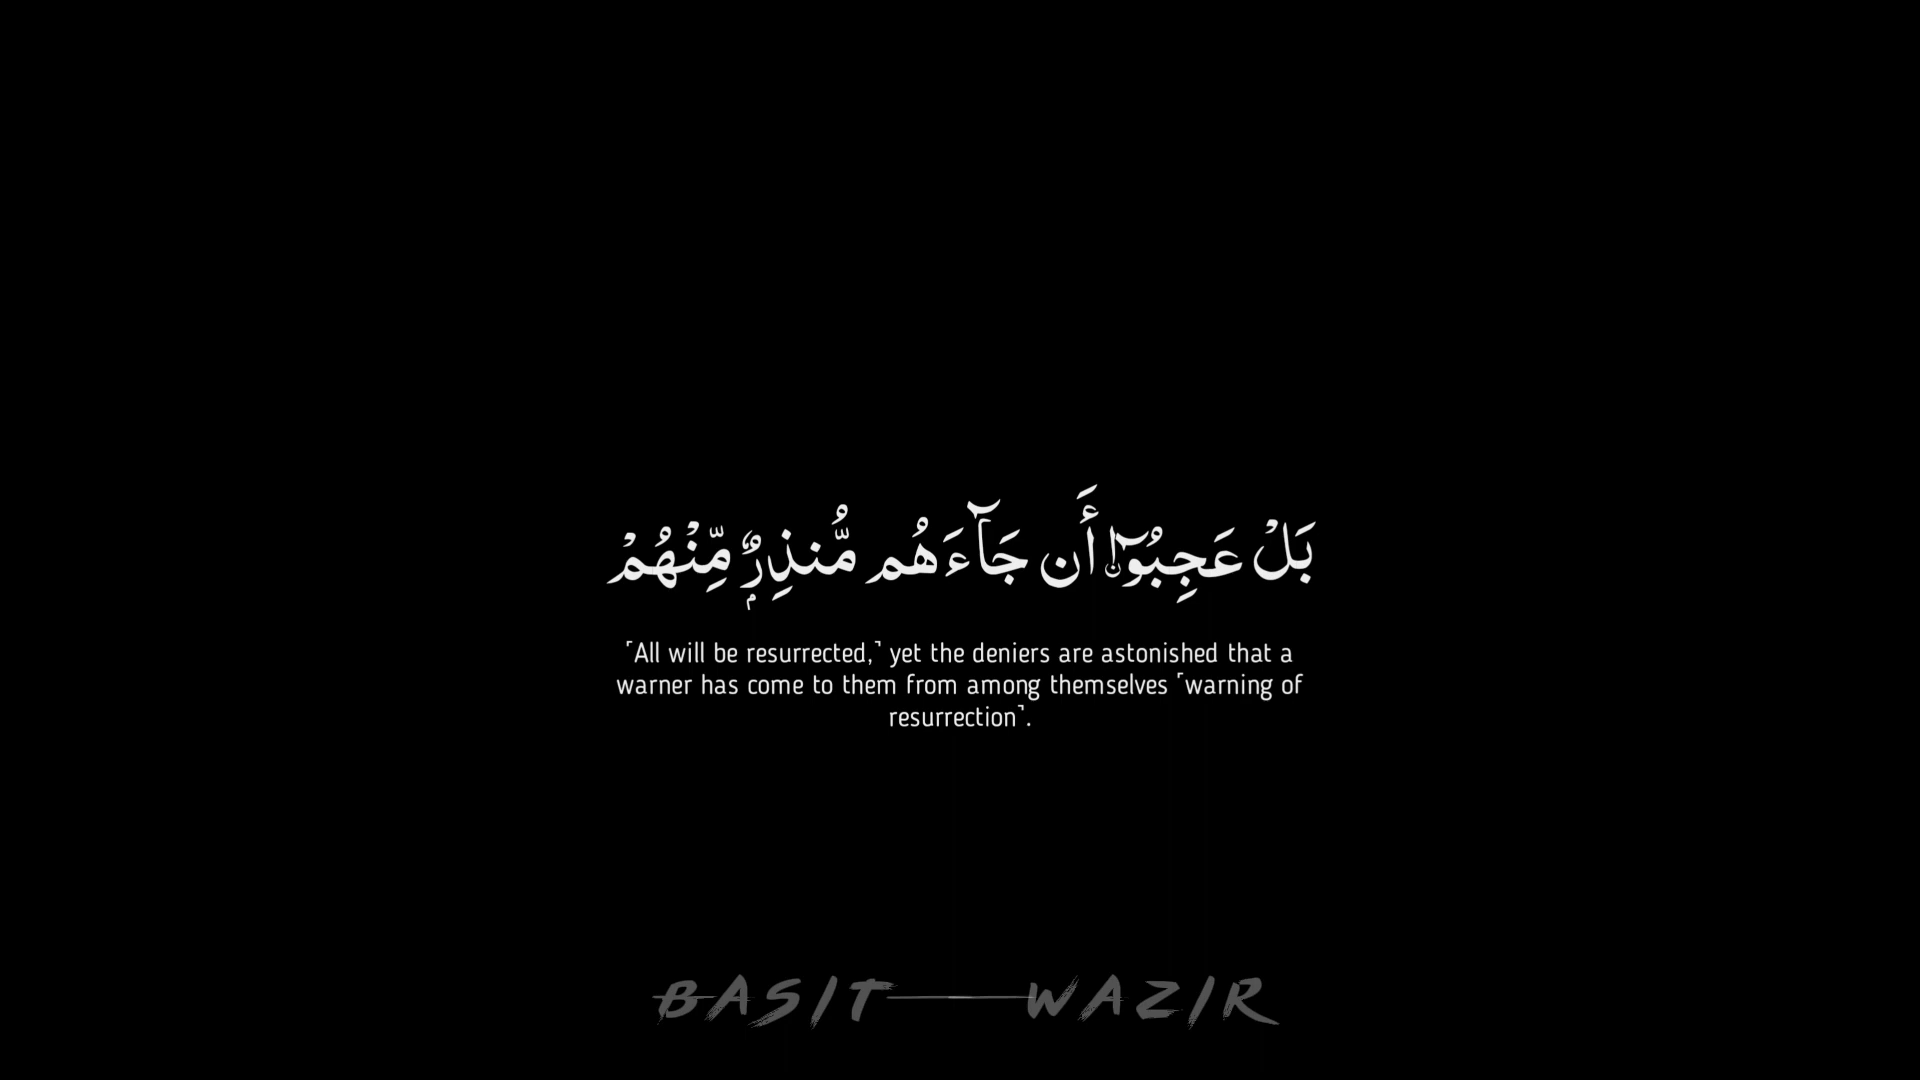 بَلْ عَجِبُوٓا۟ أَن جَآءَهُم مُّنذِرٌۭ مِّنْهُمْ
⸢All will be resurrected,⸣ yet the deniers are astonished that a
warner has come to them from among themselves ⸢warning of
resurrection⸣.
BASIT—WAZIR